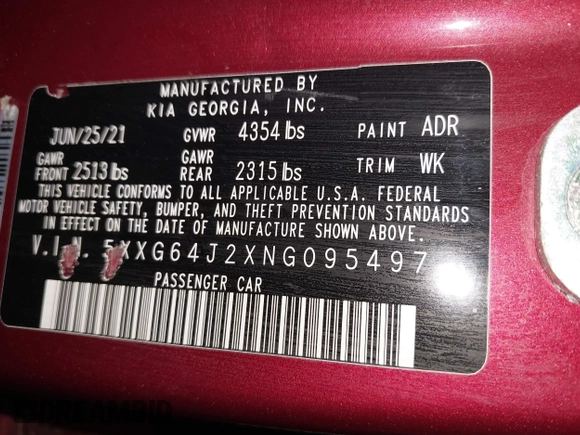 MANUFACTURED BY
KIA GEORGIA, INC.
JUN/25/21 GVWR 4354 lbs PAINT ADR
GAWR FRONT 2513 lbs GAWR REAR 2315 lbs TRIM WK
THIS VEHICLE CONFORMS TO ALL APPLICABLE U.S.A. FEDERAL
MOTOR VEHICLE SAFETY, BUMPER, AND THEFT PREVENTION STANDARDS
IN EFFECT ON THE DATE OF MANUFACTURE SHOWN ABOVE.
V.I.N. 5XXG64J2XNG095497
PASSENGER CAR